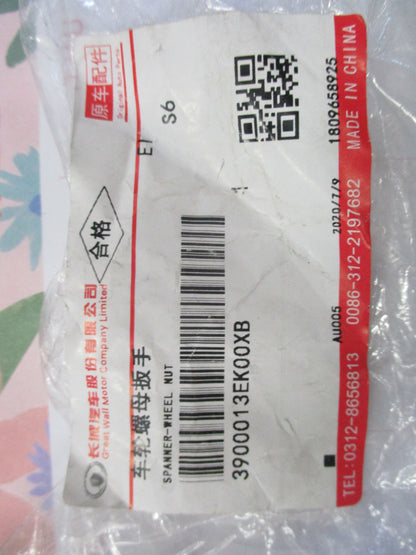 长城汽车股份有限公司
Great Wall Motor Company Limited
合格
原车配件
Original Auto Parts
车轮螺母扳手
SPANNER-WHEEL NUT
E1 S6
3900013EK00XB
1
AU005 2020/7/9 1809658925
TEL:0312-8656813 0086-312-2197682 MADE IN CHINA